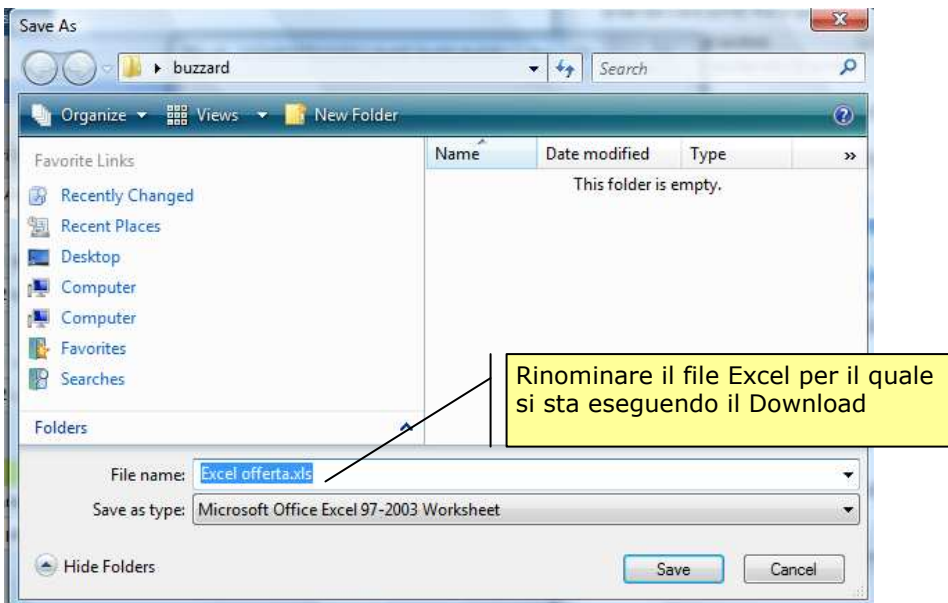 Save As
buzzard
Search
Organize Views New Folder
Favorite Links
Recently Changed
Recent Places
Desktop
Computer
Computer
Favorites
Searches
Folders
Name Date modified Type »
This folder is empty.
Rinominare il file Excel per il quale
si sta eseguendo il Download
File name: Excel offerta.xls
Save as type: Microsoft Office Excel 97-2003 Worksheet
Hide Folders
Save
Cancel